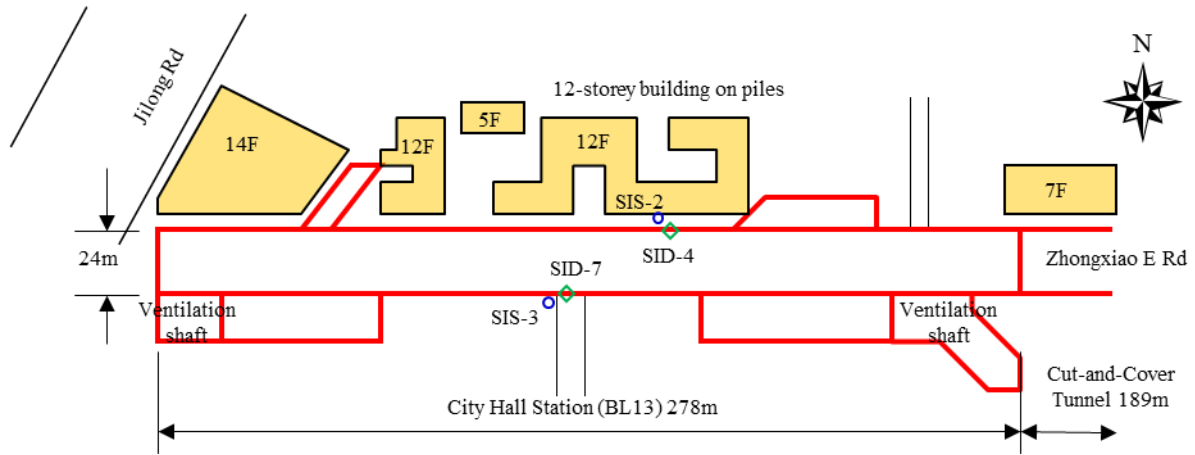 Jilong Rd
N
12-storey building on piles
5F
14F
12F
12F
7F
SIS-2
24m
SID-4
SID-7
Zhongxiao E Rd
Ventilation
shaft
SIS-3
Ventilation
shaft
City Hall Station (BL13) 278m
Cut-and-Cover
Tunnel 189m